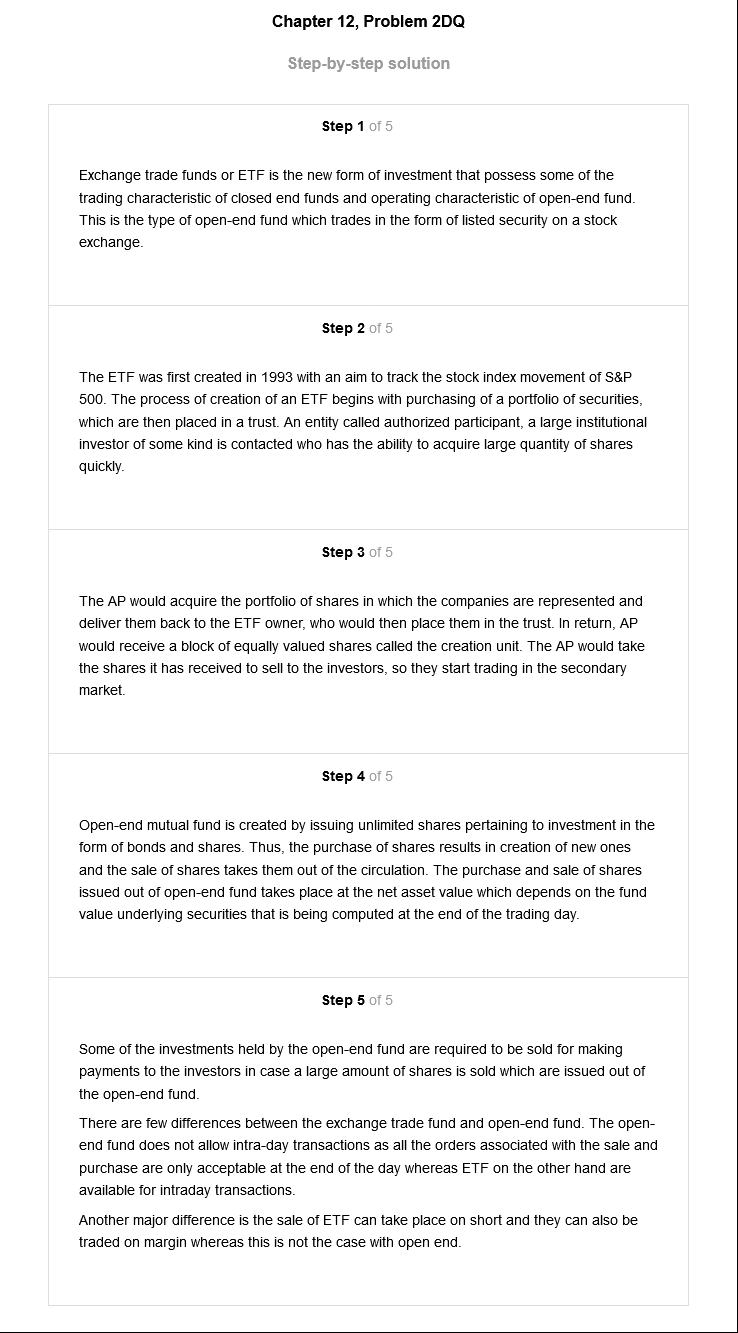 Chapter 12, Problem 2DQ
Step-by-step solution
Step 1 of 5
Exchange trade funds or ETF is the new form of investment that possess some of the
trading characteristic of closed end funds and operating characteristic of open-end fund.
This is the type of open-end fund which trades in the form of listed security on a stock
exchange.
Step 2 of 5
The ETF was first created in 1993 with an aim to track the stock index movement of S&P
500. The process of creation of an ETF begins with purchasing of a portfolio of securities,
which are then placed in a trust. An entity called authorized participant, a large institutional
investor of some kind is contacted who has the ability to acquire large quantity of shares
quickly.
Step 3 of 5
The AP would acquire the portfolio of shares in which the companies are represented and
deliver them back to the ETF owner, who would then place them in the trust. In return, AP
would receive a block of equally valued shares called the creation unit. The AP would take
the shares it has received to sell to the investors, so they start trading in the secondary
market.
Step 4 of 5
Open-end mutual fund is created by issuing unlimited shares pertaining to investment in the
form of bonds and shares. Thus, the purchase of shares results in creation of new ones
and the sale of shares takes them out of the circulation. The purchase and sale of shares
issued out of open-end fund takes place at the net asset value which depends on the fund
value underlying securities that is being computed at the end of the trading day.
Step 5 of 5
Some of the investments held by the open-end fund are required to be sold for making
payments to the investors in case a large amount of shares is sold which are issued out of
the open-end fund.
There are few differences between the exchange trade fund and open-end fund. The open-
end fund does not allow intra-day transactions as all the orders associated with the sale and
purchase are only acceptable at the end of the day whereas ETF on the other hand are
available for intraday transactions.
Another major difference is the sale of ETF can take place on short and they can also be
traded on margin whereas this is not the case with open end.